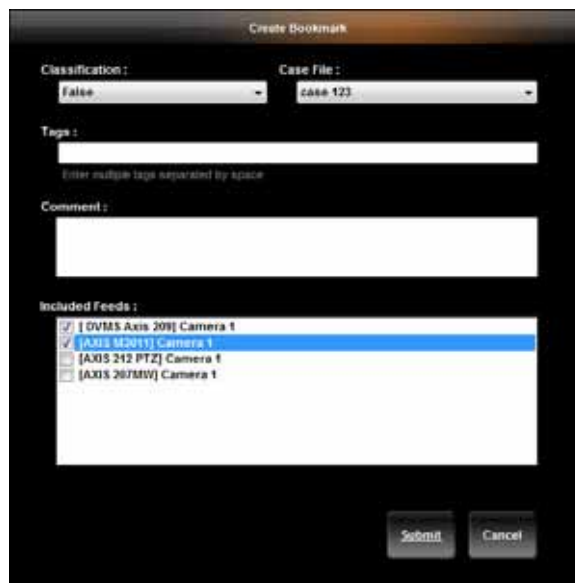 Create Bookmark
Classification : Case File :
False case 123
Tags :
Enter multiple tags separated by space
Comment :
Included Feeds :
[ DVMS Axis 209] Camera 1
[AXIS M3011] Camera 1
[AXIS 212 PTZ] Camera 1
[AXIS 207MW] Camera 1
Submit Cancel